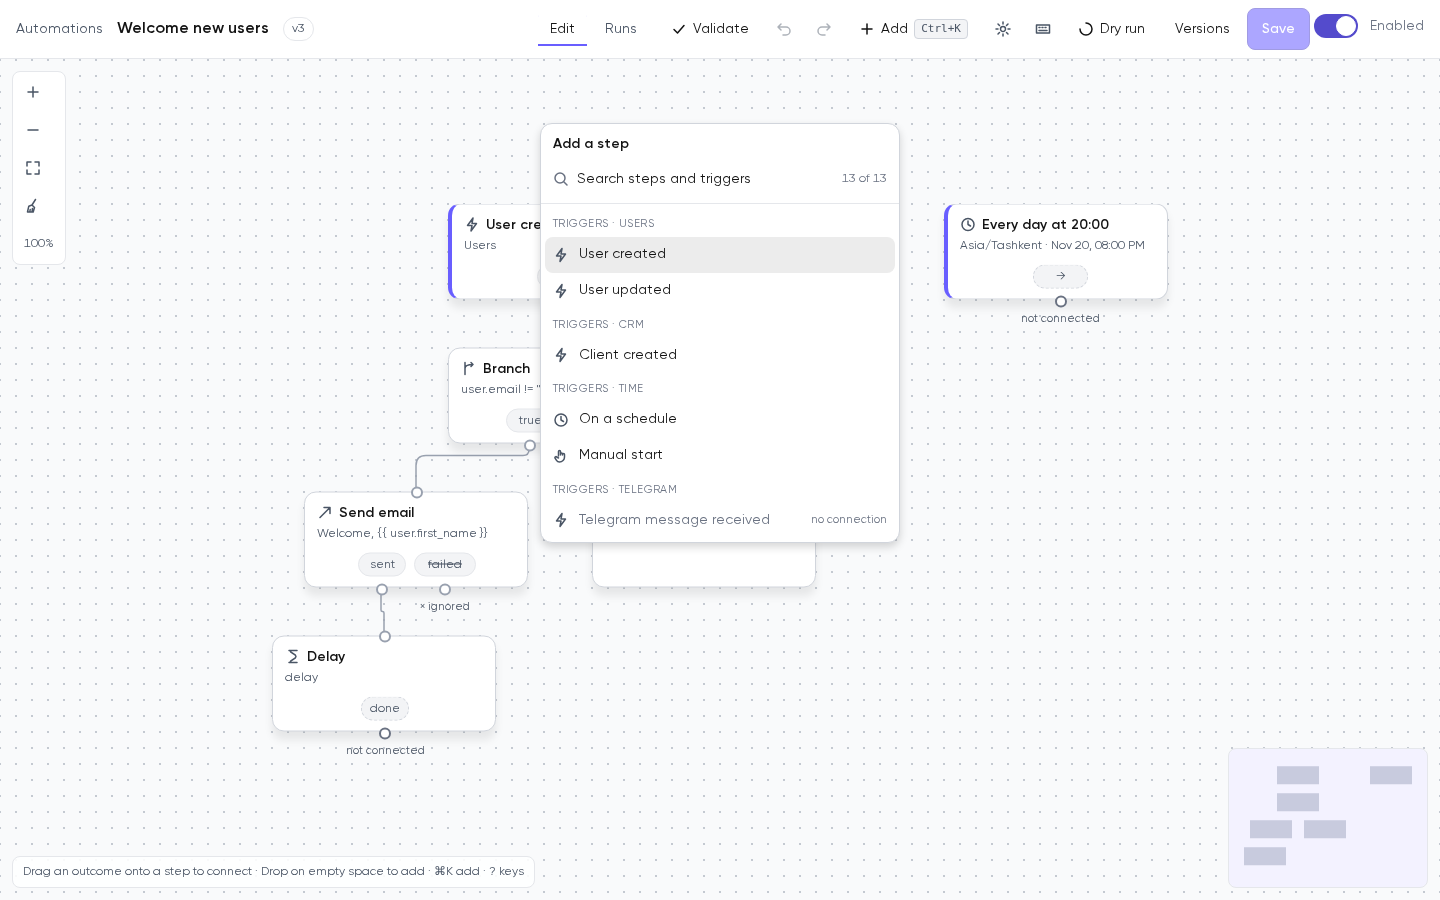 Automations Welcome new users v3 Edit Runs Validate Add Ctrl+K Dry run Versions Save Enabled
Add a step
Search steps and triggers 13 of 13
TRIGGERS · USERS
User created
User updated
TRIGGERS · CRM
Client created
TRIGGERS · TIME
On a schedule
Manual start
TRIGGERS · TELEGRAM
Telegram message received no connection
100%
User cre
Users
Every day at 20:00
Asia/Tashkent · Nov 20, 08:00 PM
→
not connected
Branch
user.email != "
true
Send email
Welcome, {{ user.first_name }}
sent failed
× ignored
Delay
delay
done
not connected
Drag an outcome onto a step to connect · Drop on empty space to add · ⌘K add · ? keys